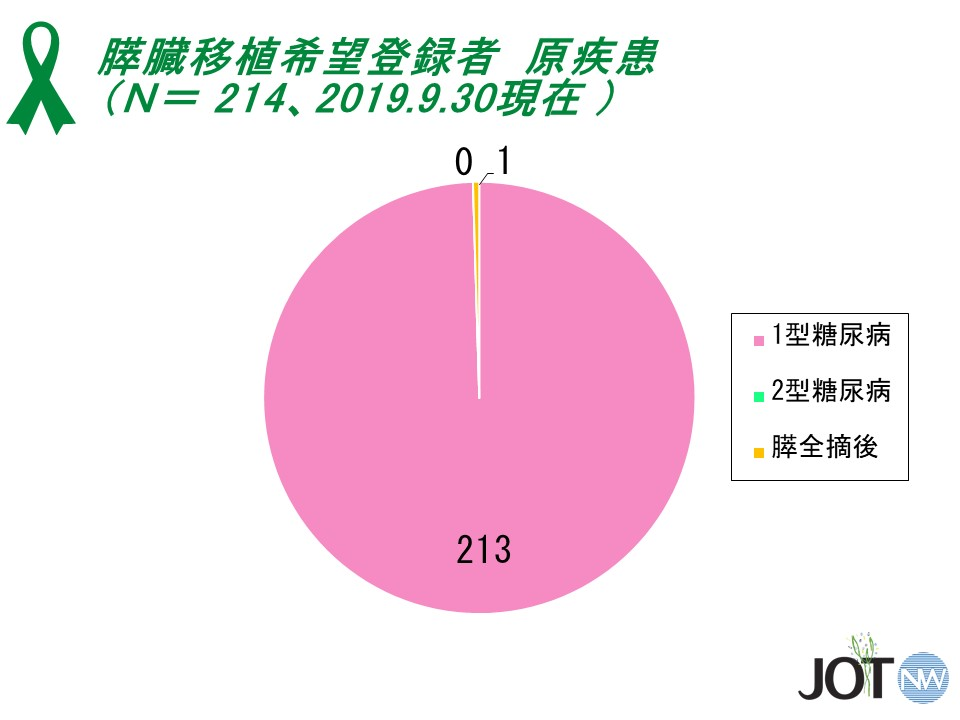 膵臓移植希望登録者　原疾患
（N＝ 214、2019.9.30現在 ）
0 1
213
1型糖尿病
2型糖尿病
膵全摘後
JOT NW